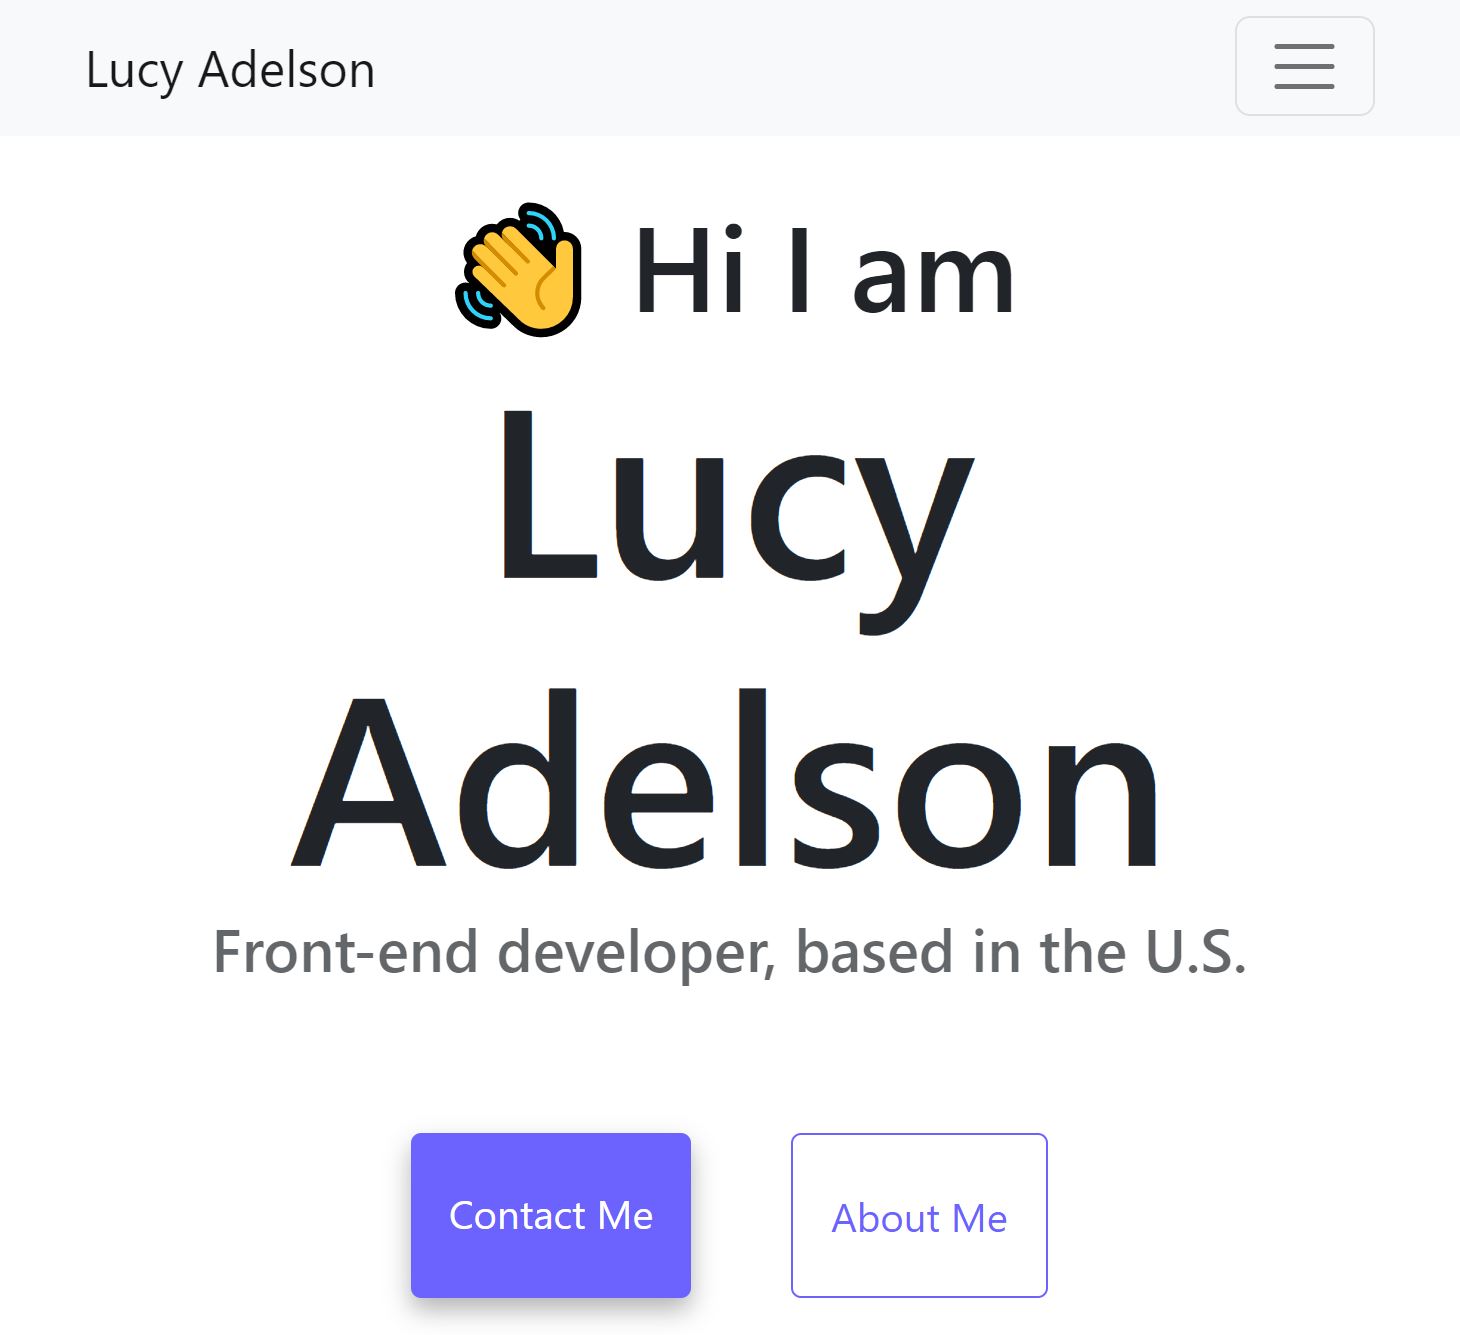 Lucy Adelson
Hi I am
Lucy
Adelson
Front-end developer, based in the U.S.
Contact Me
About Me